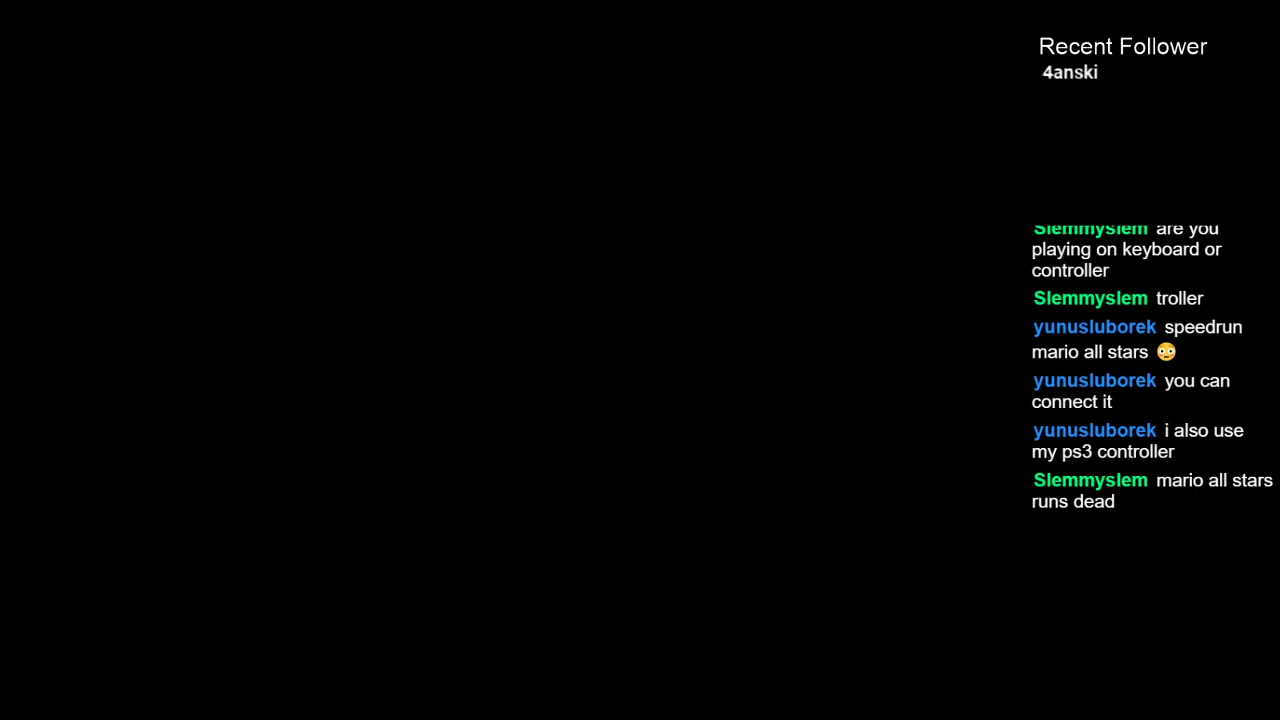 Recent Follower
4anski
Slemmyslem are you
playing on keyboard or
controller
Slemmyslem troller
yunusluborek speedrun
mario all stars 😳
yunusluborek you can
connect it
yunusluborek i also use
my ps3 controller
Slemmyslem mario all stars
runs dead